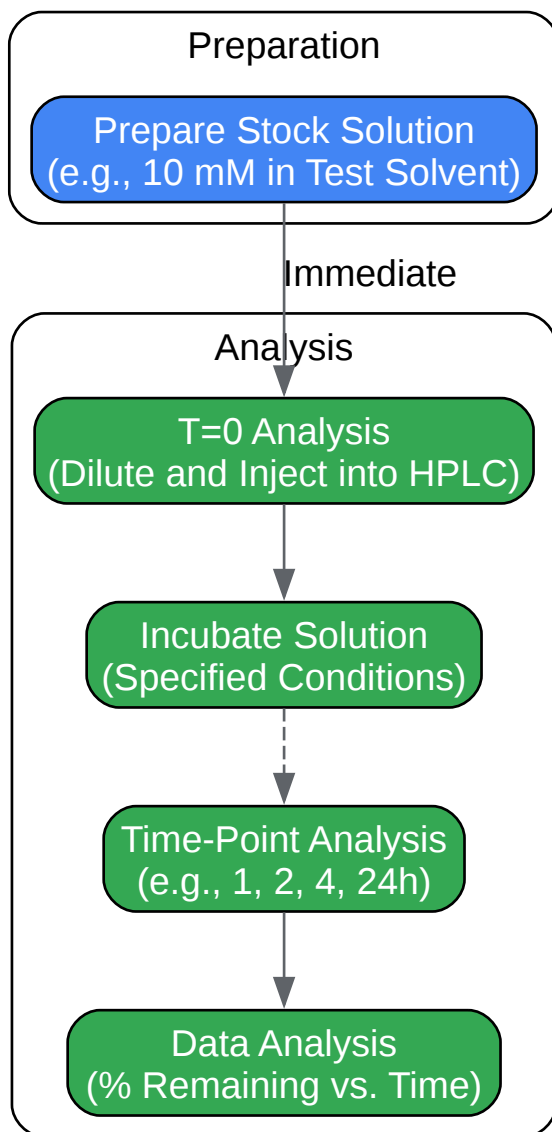 Preparation
Prepare Stock Solution
(e.g., 10 mM in Test Solvent)
Immediate
Analysis
T=0 Analysis
(Dilute and Inject into HPLC)
Incubate Solution
(Specified Conditions)
Time-Point Analysis
(e.g., 1, 2, 4, 24h)
Data Analysis
(% Remaining vs. Time)